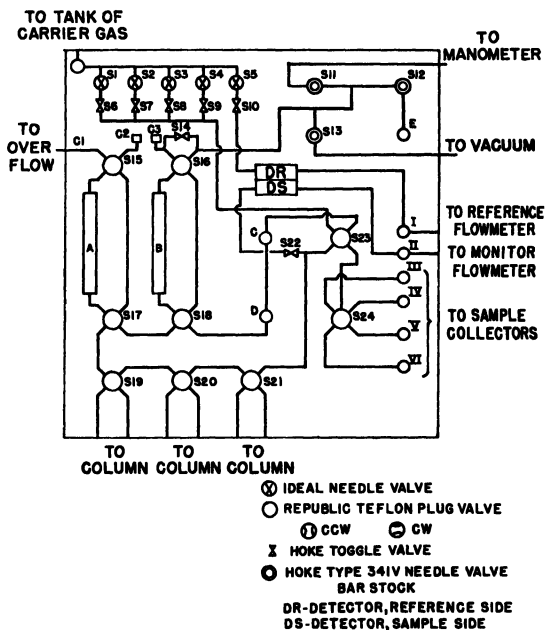 TO TANK OF
CARRIER GAS
TO
MANOMETER
S1 S2 S3 S4 S5
S11 S12
S6 S7 S8 S9 S10
E
TO
OVER
FLOW
C1 C2 C3 S14
S13
S15 S16
TO VACUUM
DR
DS
I
TO REFERENCE
FLOWMETER
II
TO MONITOR
FLOWMETER
A B
C
S22
S23
III
IV
V
VI
TO SAMPLE
COLLECTORS
D
S17 S18
S24
S19 S20 S21
TO TO TO
COLUMN COLUMN COLUMN
IDEAL NEEDLE VALVE
REPUBLIC TEFLON PLUG VALVE
CCW CW
HOKE TOGGLE VALVE
HOKE TYPE 341V NEEDLE VALVE
BAR STOCK
DR-DETECTOR, REFERENCE SIDE
DS-DETECTOR, SAMPLE SIDE